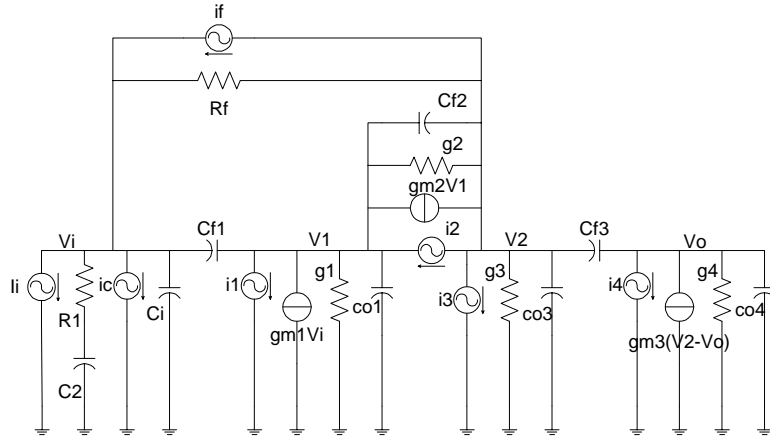 if
Rf
Cf2
g2
gm2V1
i2
Vi
Cf1
V1
V2
Cf3
Vo
Ii
R1
ic
Ci
C2
i1
gm1Vi
g1
co1
i3
g3
co3
i4
gm3(V2-Vo)
g4
co4